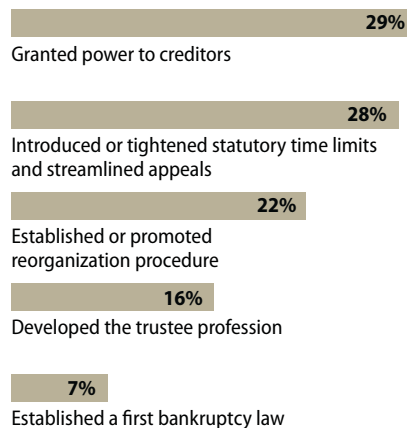 29%
Granted power to creditors
28%
Introduced or tightened statutory time limits
and streamlined appeals
22%
Established or promoted
reorganization procedure
16%
Developed the trustee profession
7%
Established a first bankruptcy law